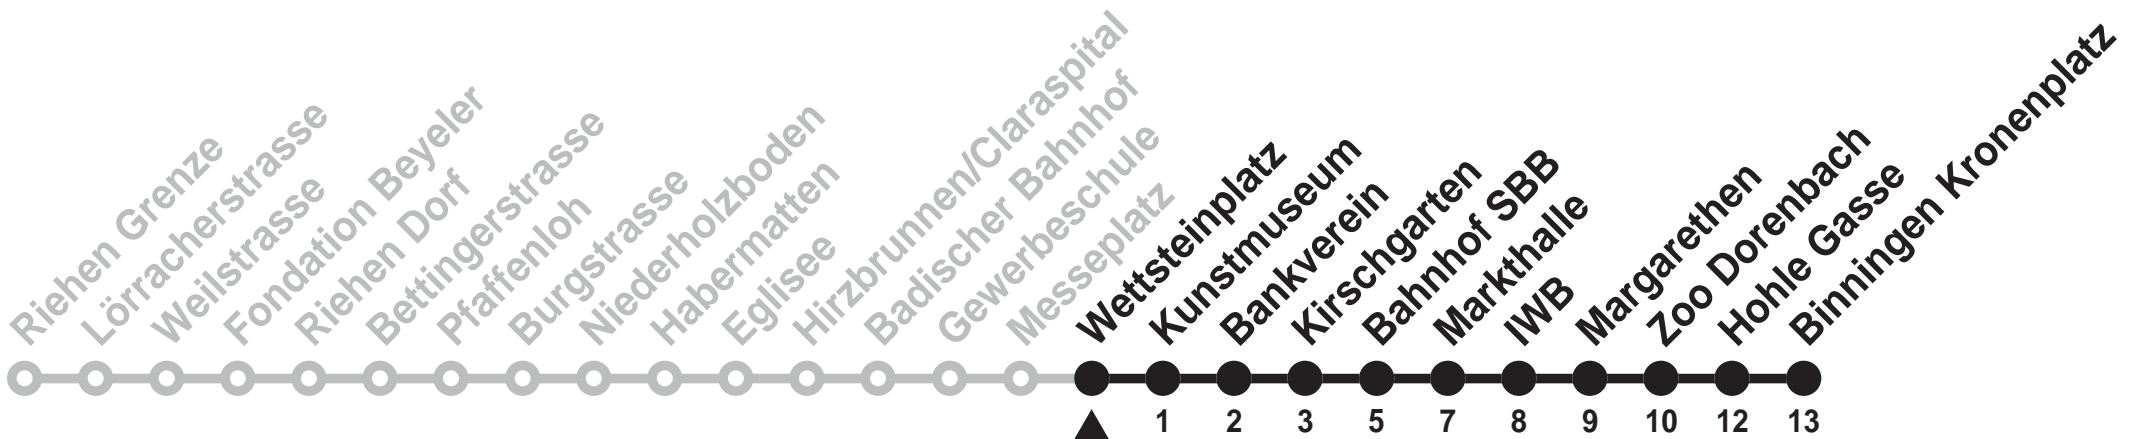 Riehen Grenze
Lörracherstrasse
Weilstrasse
Fondation Beyeler
Riehen Dorf
Bettingerstrasse
Pfaffenloh
Burgstrasse
Niederholzboden
Habermatten
Eglisee
Hirzbrunnen/Claraspital
Badischer Bahnhof
Gewerbeschule
Messeplatz
Wettsteinplatz
Kunstmuseum
Bankverein
Kirschgarten
Bahnhof SBB
Markthalle
IWB
Margarethen
Zoo Dorenbach
Hohle Gasse
Binningen Kronenplatz
1 2 3 5 7 8 9 10 12 13